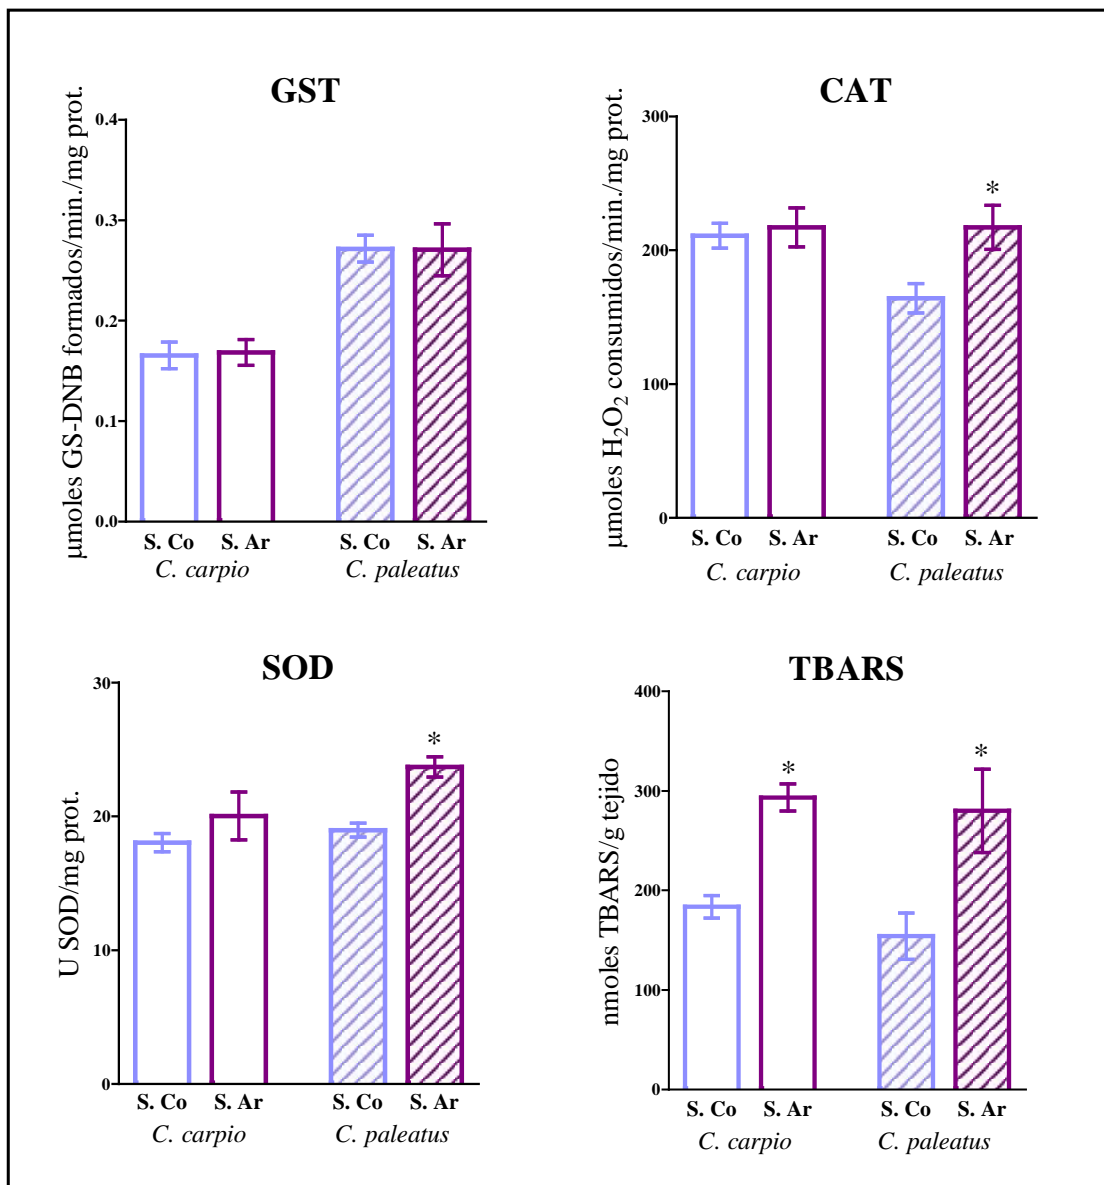 GST
μmoles GS-DNB formados/min./mg prot.
0.4
0.3
0.2
0.1
0.0
S. Co S. Ar S. Co S. Ar
C. carpio C. paleatus
CAT
μmoles H₂O₂ consumidos/min./mg prot.
300
200
100
0
*
S. Co S. Ar S. Co S. Ar
C. carpio C. paleatus
SOD
U SOD/mg prot.
30
20
10
0
*
S. Co S. Ar S. Co S. Ar
C. carpio C. paleatus
TBARS
nmoles TBARS/g tejido
400
300
200
100
0
* *
S. Co S. Ar S. Co S. Ar
C. carpio C. paleatus